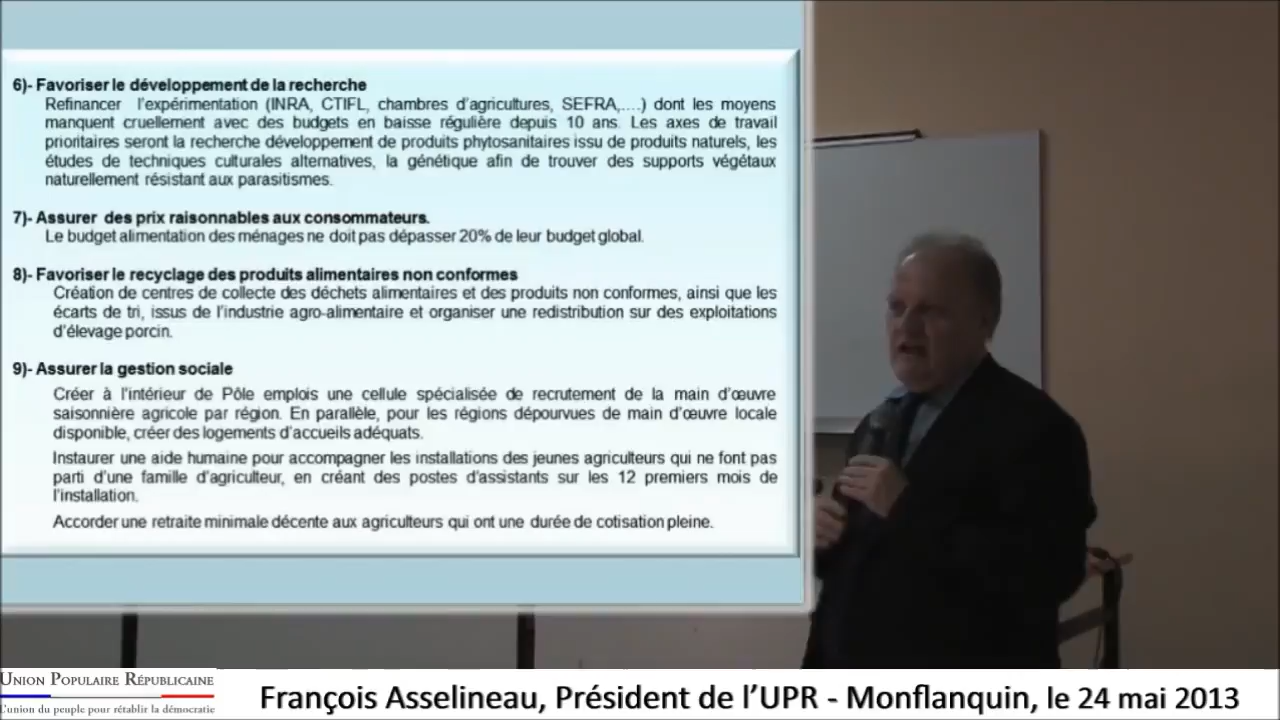 6)- Favoriser le développement de la recherche
Refinancer l'expérimentation (INRA, CTIFL, chambres d'agricultures, SEFRA,....) dont les moyens
manquent cruellement avec des budgets en baisse régulière depuis 10 ans. Les axes de travail
prioritaires seront la recherche développement de produits phytosanitaires issu de produits naturels, les
études de techniques culturales alternatives, la génétique afin de trouver des supports végétaux
naturellement résistant aux parasitismes.
7)- Assurer des prix raisonnables aux consommateurs.
Le budget alimentation des ménages ne doit pas dépasser 20% de leur budget global.
8)- Favoriser le recyclage des produits alimentaires non conformes
Création de centres de collecte des déchets alimentaires et des produits non conformes, ainsi que les
écarts de tri, issus de l'industrie agro-alimentaire et organiser une redistribution sur des exploitations
d'élevage porcin.
9)- Assurer la gestion sociale
Créer à l'intérieur de Pôle emplois une cellule spécialisée de recrutement de la main d'œuvre
saisonnière agricole par région. En parallèle, pour les régions dépourvues de main d'œuvre locale
disponible, créer des logements d'accueils adéquats.
Instaurer une aide humaine pour accompagner les installations des jeunes agriculteurs qui ne font pas
parti d'une famille d'agriculteur, en créant des postes d'assistants sur les 12 premiers mois de
l'installation.
Accorder une retraite minimale décente aux agriculteurs qui ont une durée de cotisation pleine.
UNION POPULAIRE RÉPUBLICAINE
L'union du peuple pour rétablir la démocratie
François Asselineau, Président de l'UPR - Monflanquin, le 24 mai 2013